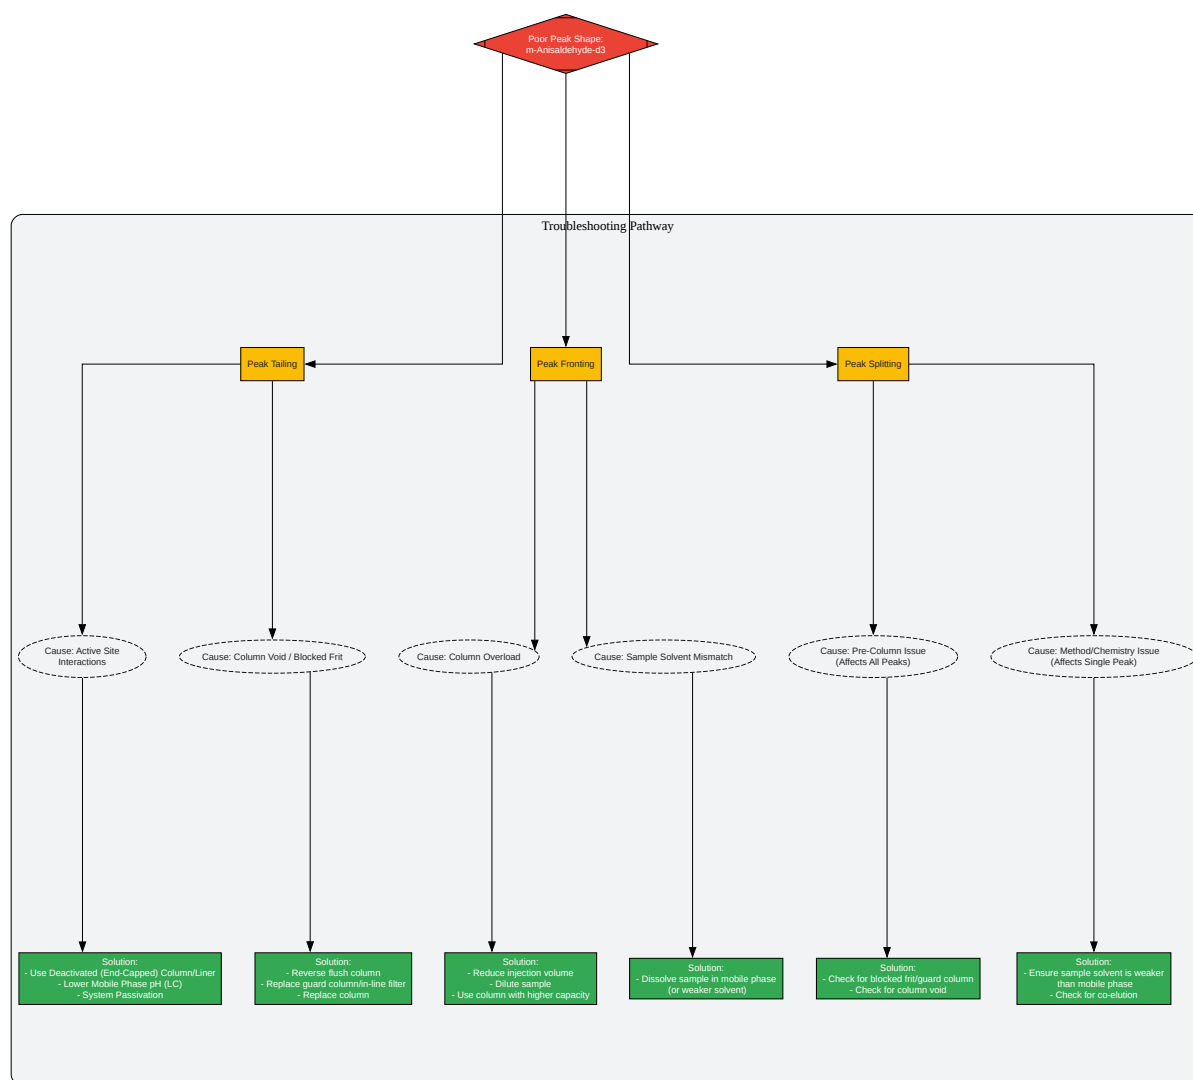 Poor Peak Shape:
m-Anisaldehyde-d3
Troubleshooting Pathway
Peak Tailing
Peak Fronting
Peak Splitting
Cause: Active Site
Interactions
Cause: Column Void / Blocked Frit
Cause: Column Overload
Cause: Sample Solvent Mismatch
Cause: Pre-Column Issue
(Affects All Peaks)
Cause: Method/Chemistry Issue
(Affects Single Peak)
Solution:
- Use Deactivated (End-Capped) Column/Liner
- Lower Mobile Phase pH (LC)
- System Passivation
Solution:
- Reverse flush column
- Replace guard column/in-line filter
- Replace column
Solution:
- Reduce injection volume
- Dilute sample
- Use column with higher capacity
Solution:
- Dissolve sample in mobile phase
(or weaker solvent)
Solution:
- Check for blocked frit/guard column
- Check for column void
Solution:
- Ensure sample solvent is weaker
than mobile phase
- Check for co-elution